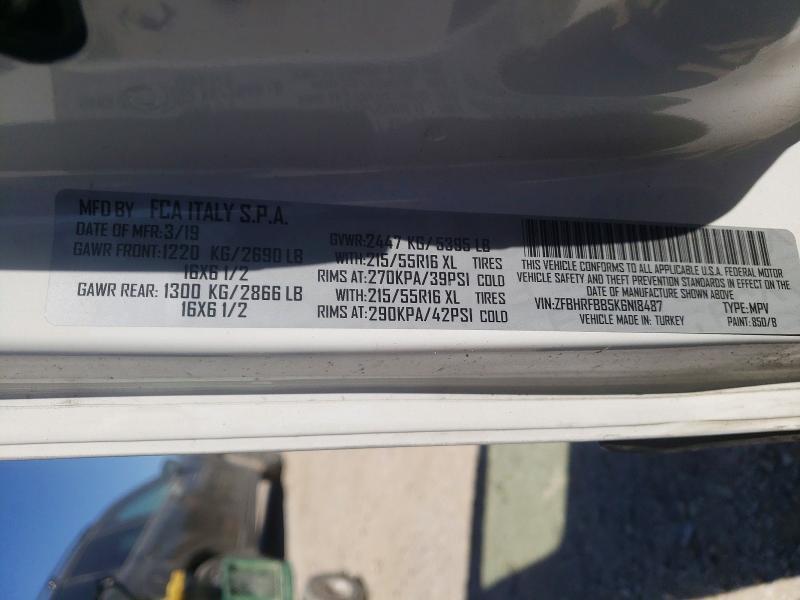 MFD BY FCA ITALY S.P.A.
DATE OF MFR:3/19
GAWR FRONT:1220 KG/2690 LB
16X6 1/2
GAWR REAR: 1300 KG/2866 LB
16X6 1/2
GVWR:2447 KG/5395 LB
WITH:215/55R16 XL TIRES
RIMS AT:270KPA/39PSI COLD
WITH:215/55R16 XL TIRES
RIMS AT:290KPA/42PSI COLD
THIS VEHICLE CONFORMS TO ALL APPLICABLE U.S.A. FEDERAL MOTOR
VEHICLE SAFETY AND THEFT PREVENTION STANDARDS IN EFFECT ON THE
DATE OF MANUFACTURE SHOWN ABOVE
VIN:ZFBHRFBB5K6N18487 TYPE:MPV
VEHICLE MADE IN: TURKEY PAINT: 850/B